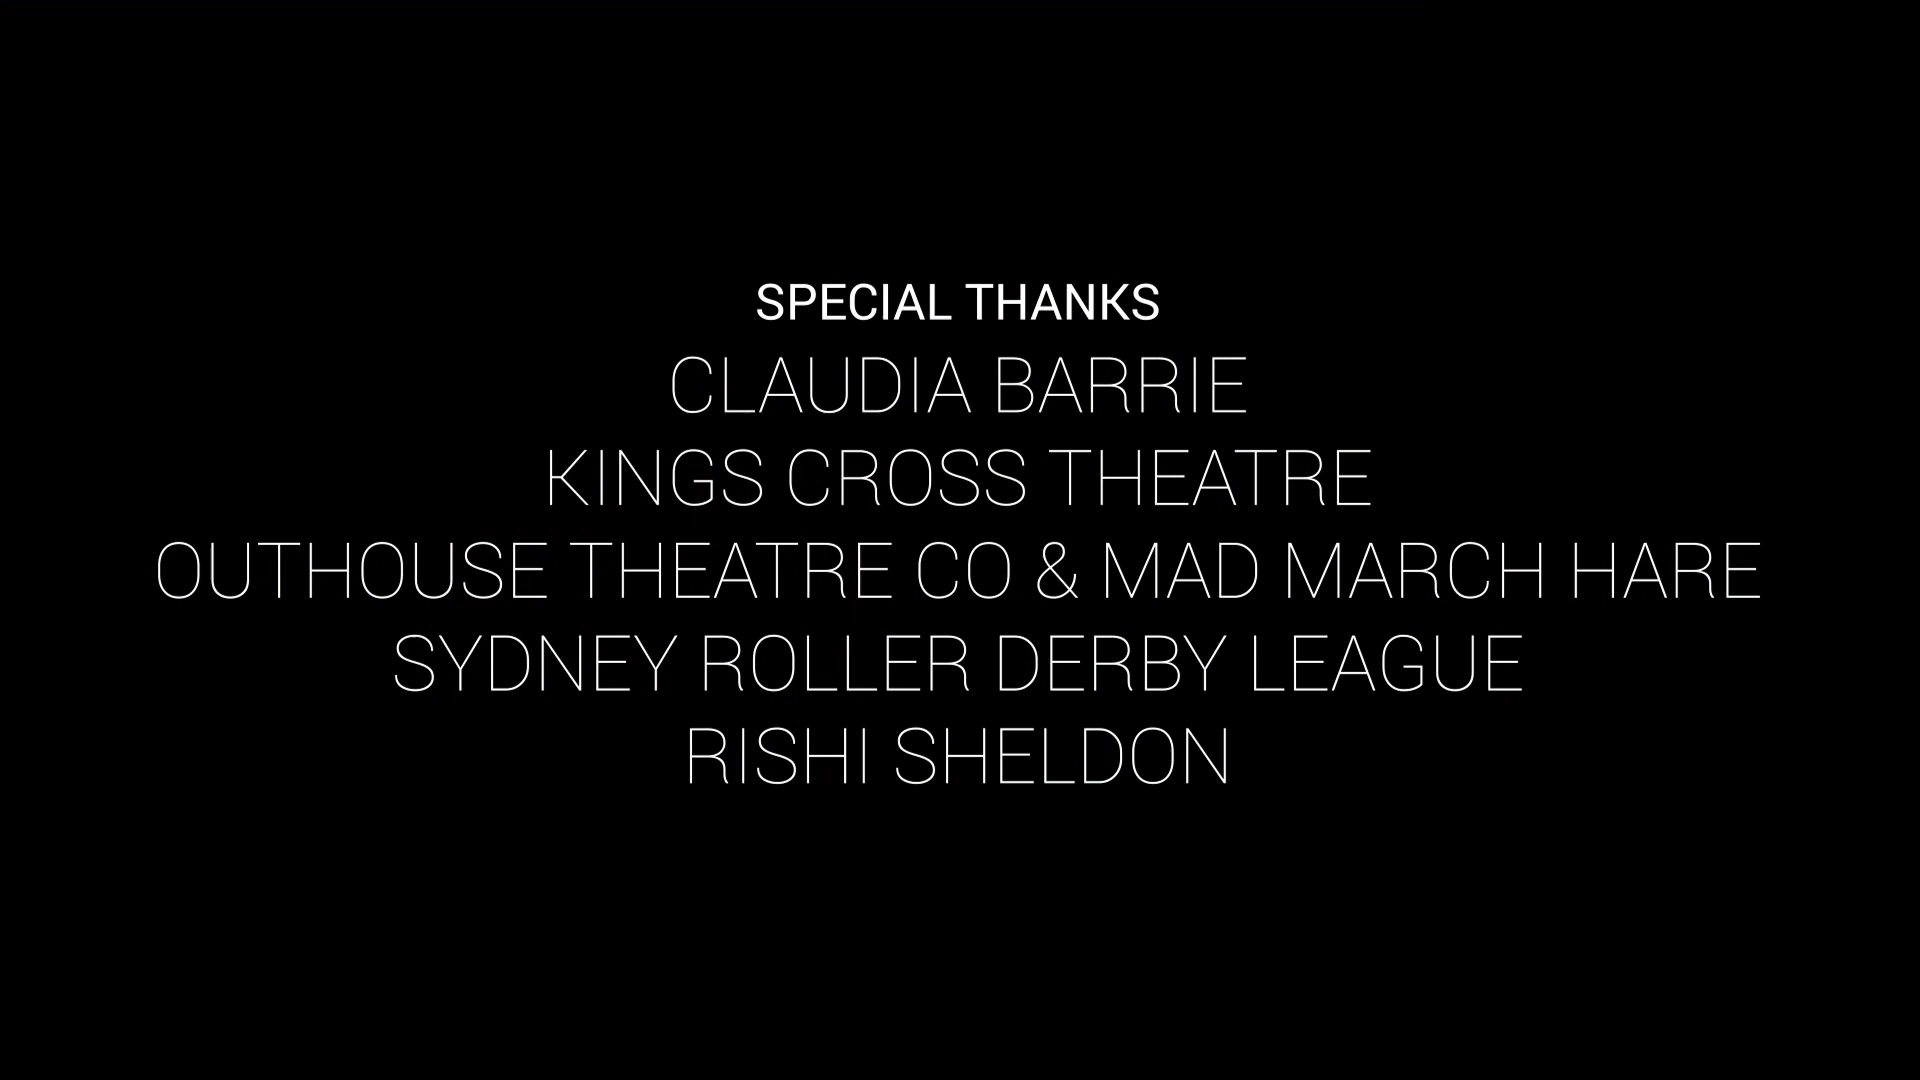 SPECIAL THANKS
CLAUDIA BARRIE
KINGS CROSS THEATRE
OUTHOUSE THEATRE CO & MAD MARCH HARE
SYDNEY ROLLER DERBY LEAGUE
RISHI SHELDON